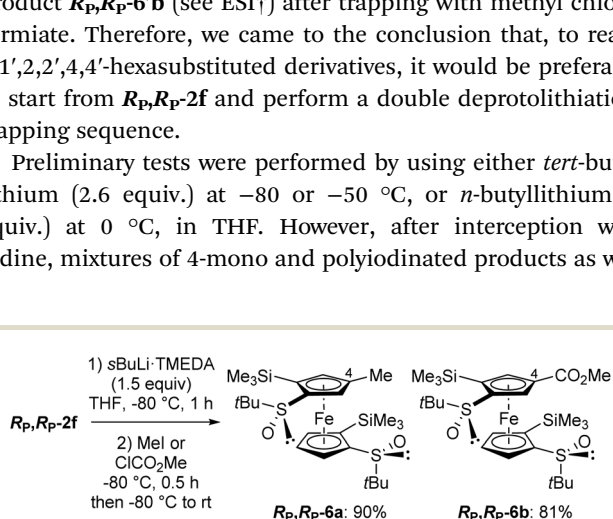 product R_P,R_P-6′b (see ESI†) after trapping with methyl chlo
rmiate. Therefore, we came to the conclusion that, to rea
1′,2,2′,4,4′-hexasubstituted derivatives, it would be prefera
start from R_P,R_P-2f and perform a double deprotolithiatio
apping sequence.
Preliminary tests were performed by using either tert-bu
thium (2.6 equiv.) at −80 or −50 °C, or n-butyllithium
quiv.) at 0 °C, in THF. However, after interception w
dine, mixtures of 4-mono and polyiodinated products as w
R_P,R_P-2f
1) sBuLi·TMEDA
(1.5 equiv)
THF, -80 °C, 1 h
2) MeI or
ClCO2Me
-80 °C, 0.5 h
then -80 °C to rt
Me3Si 4 Me
tBu S
O Fe SiMe3
S O
tBu
R_P,R_P-6a: 90%
Me3Si 4 CO2Me
tBu S
O Fe SiMe3
S O
tBu
R_P,R_P-6b: 81%